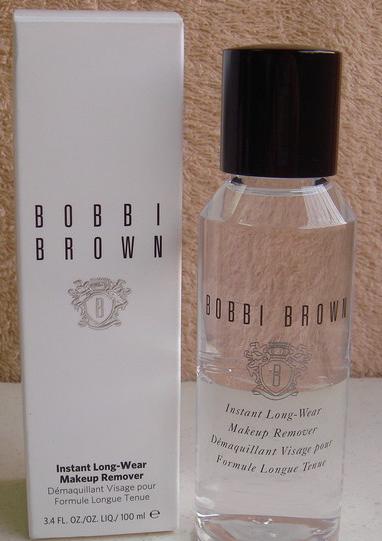 BOBBI
BROWN
B
Instant Long-Wear
Makeup Remover
Démaquillant Visage pour
Formule Longue Tenue
3.4 FL. OZ./OZ. LIQ./ 100 ml ℮
BOBBI BROWN
B
Instant Long-Wear
Makeup Remover
Démaquillant Visage pour
Formule Longue Tenue